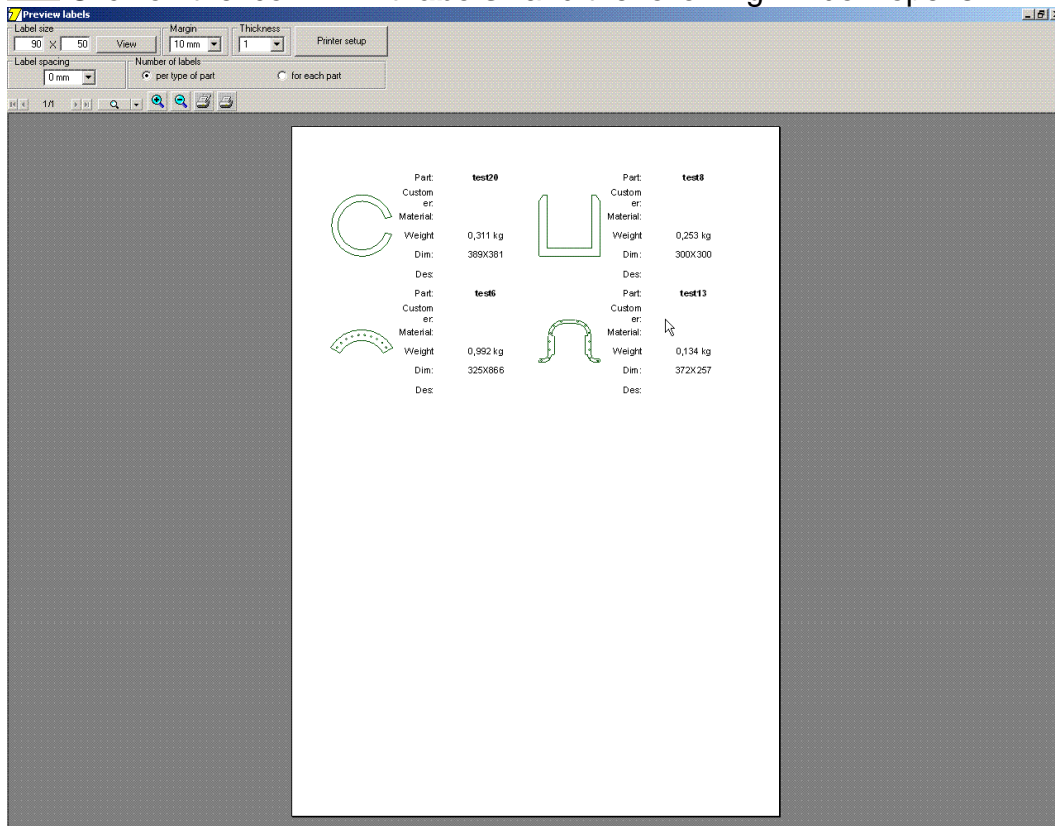 Preview labels
Label size Margin Thickness
90 X 50 View 10 mm 1 Printer setup
Label spacing Number of labels
0 mm per type of part for each part
1/1
Part: test20 Part: test8
Custom Custom
er: er:
Material: Material:
Weight 0,311 kg Weight 0,253 kg
Dim: 389X381 Dim: 300X300
Des: Des:
Part: test6 Part: test13
Custom Custom
er: er:
Material: Material:
Weight 0,992 kg Weight 0,134 kg
Dim: 325X866 Dim: 372X257
Des: Des: